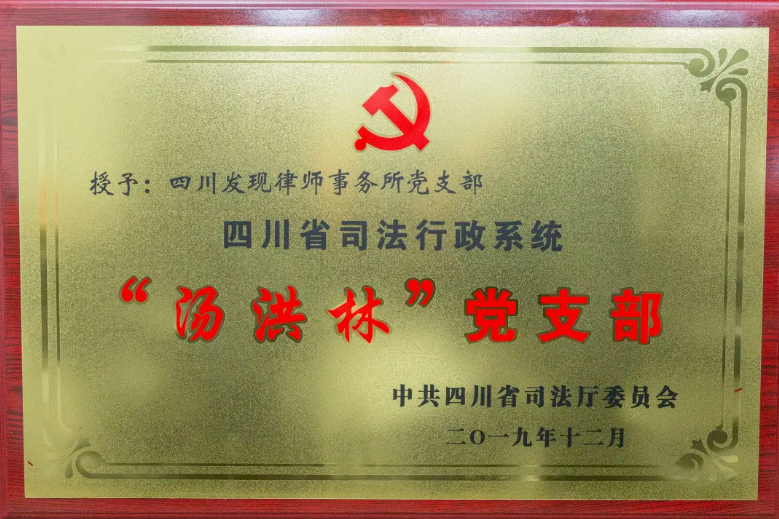 授予：四川发现律师事务所党支部
四川省司法行政系统
“汤洪林”党支部
中共四川省司法厅委员会
二〇一九年十二月